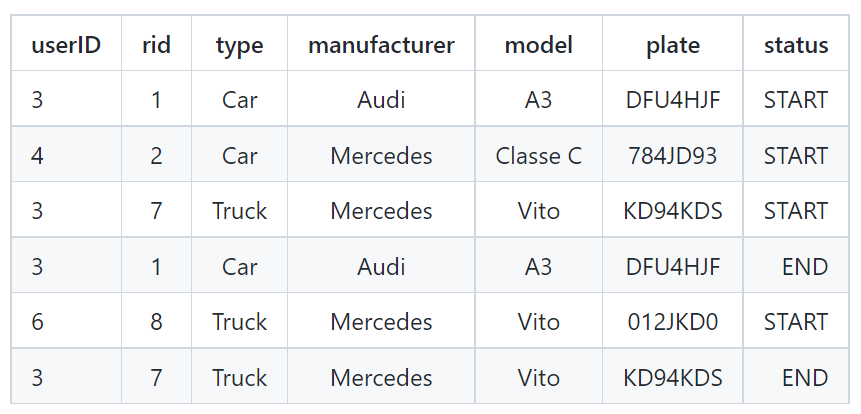 userID rid type manufacturer model plate status
3 1 Car Audi A3 DFU4HJF START
4 2 Car Mercedes Classe C 784JD93 START
3 7 Truck Mercedes Vito KD94KDS START
3 1 Car Audi A3 DFU4HJF END
6 8 Truck Mercedes Vito 012JKD0 START
3 7 Truck Mercedes Vito KD94KDS END